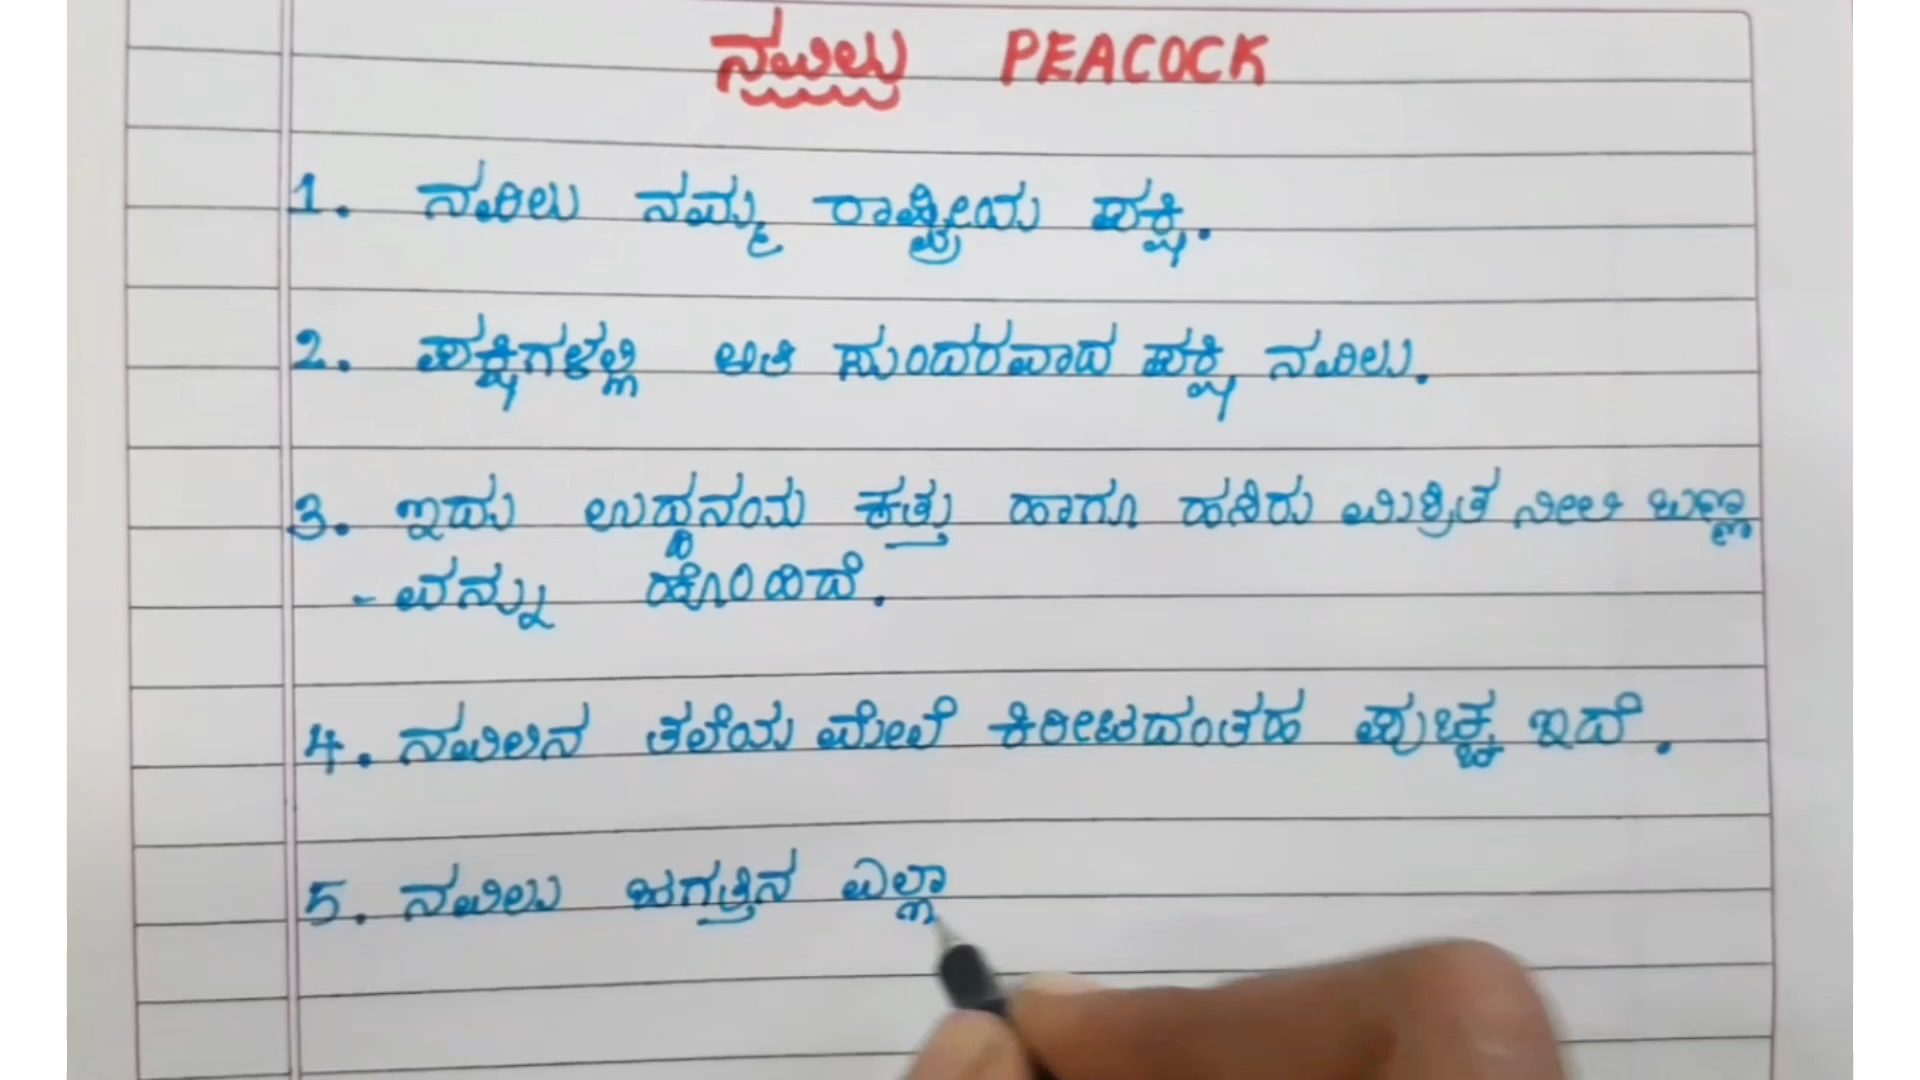 ನವಿಲು PEACOCK
1. ನವಿಲು ನಮ್ಮ ರಾಷ್ಟ್ರೀಯ ಪಕ್ಷಿ.
2. ಪಕ್ಷಿಗಳಲ್ಲಿ ಅತಿ ಸುಂದರವಾದ ಪಕ್ಷಿ ನವಿಲು.
3. ಇದು ಉದ್ದನಂಯ ಕತ್ತು ಹಾಗೂ ಹಸಿರು ಮಿಶ್ರಿತ ನೀಲಿ ಬಣ್ಣ
- ವನ್ನು ಹೊಂದಿದೆ.
4. ನವಿಲಿನ ತಲೆಯ ಮೇಲೆ ಕಿರೀಟದಂತಹ ಪುಚ್ಚ ಇದೆ.
5. ನವಿಲು ಜಗತ್ತಿನ ಎಲ್ಲಾ